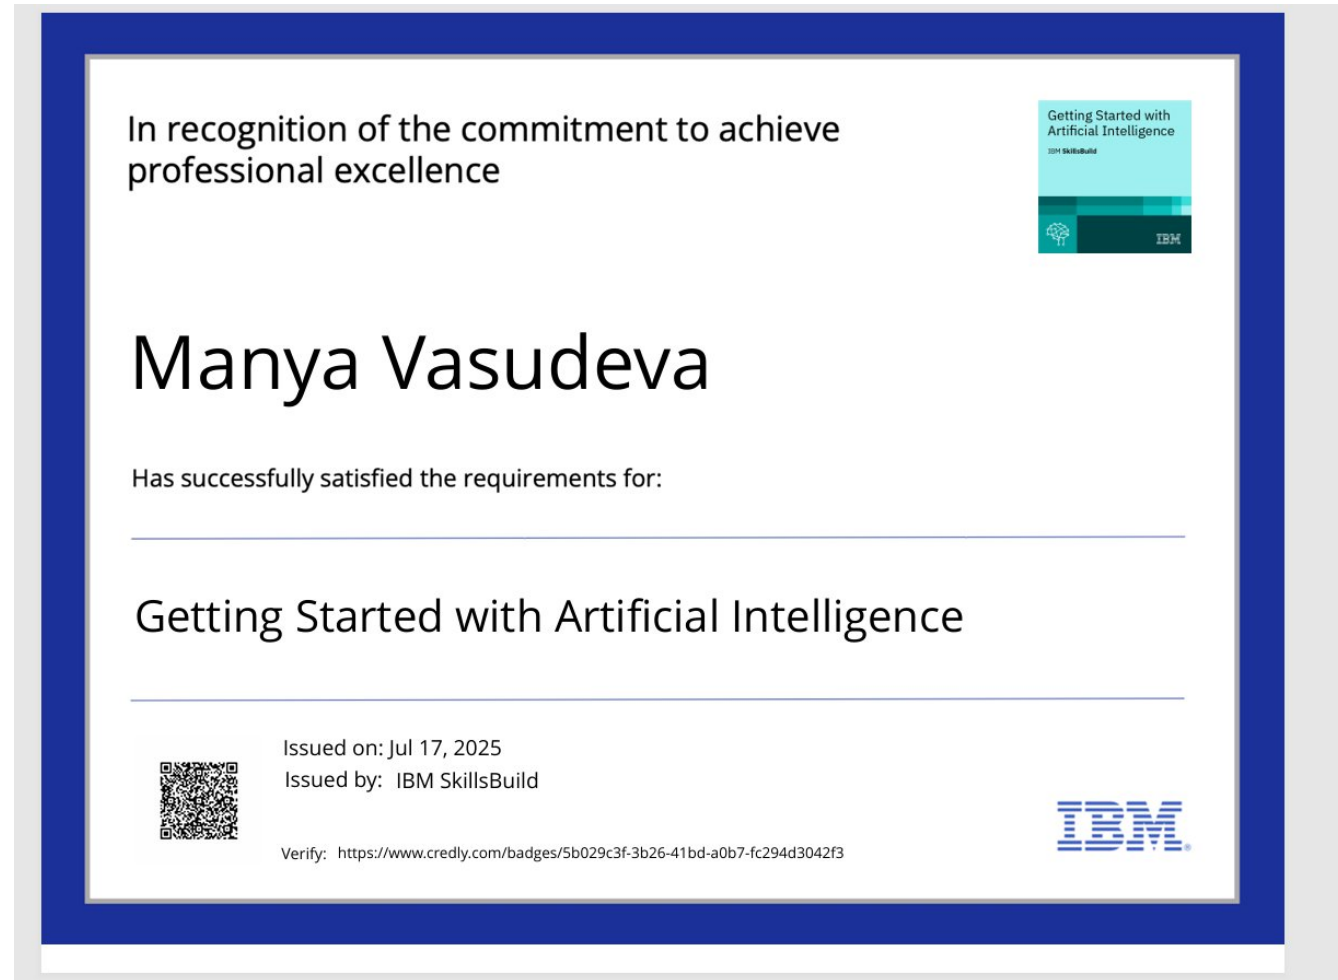 In recognition of the commitment to achieve
professional excellence
Getting Started with
Artificial Intelligence
IBM SkillsBuild
IBM
Manya Vasudeva
Has successfully satisfied the requirements for:
Getting Started with Artificial Intelligence
Issued on: Jul 17, 2025
Issued by: IBM SkillsBuild
Verify: https://www.credly.com/badges/5b029c3f-3b26-41bd-a0b7-fc294d3042f3
IBM®